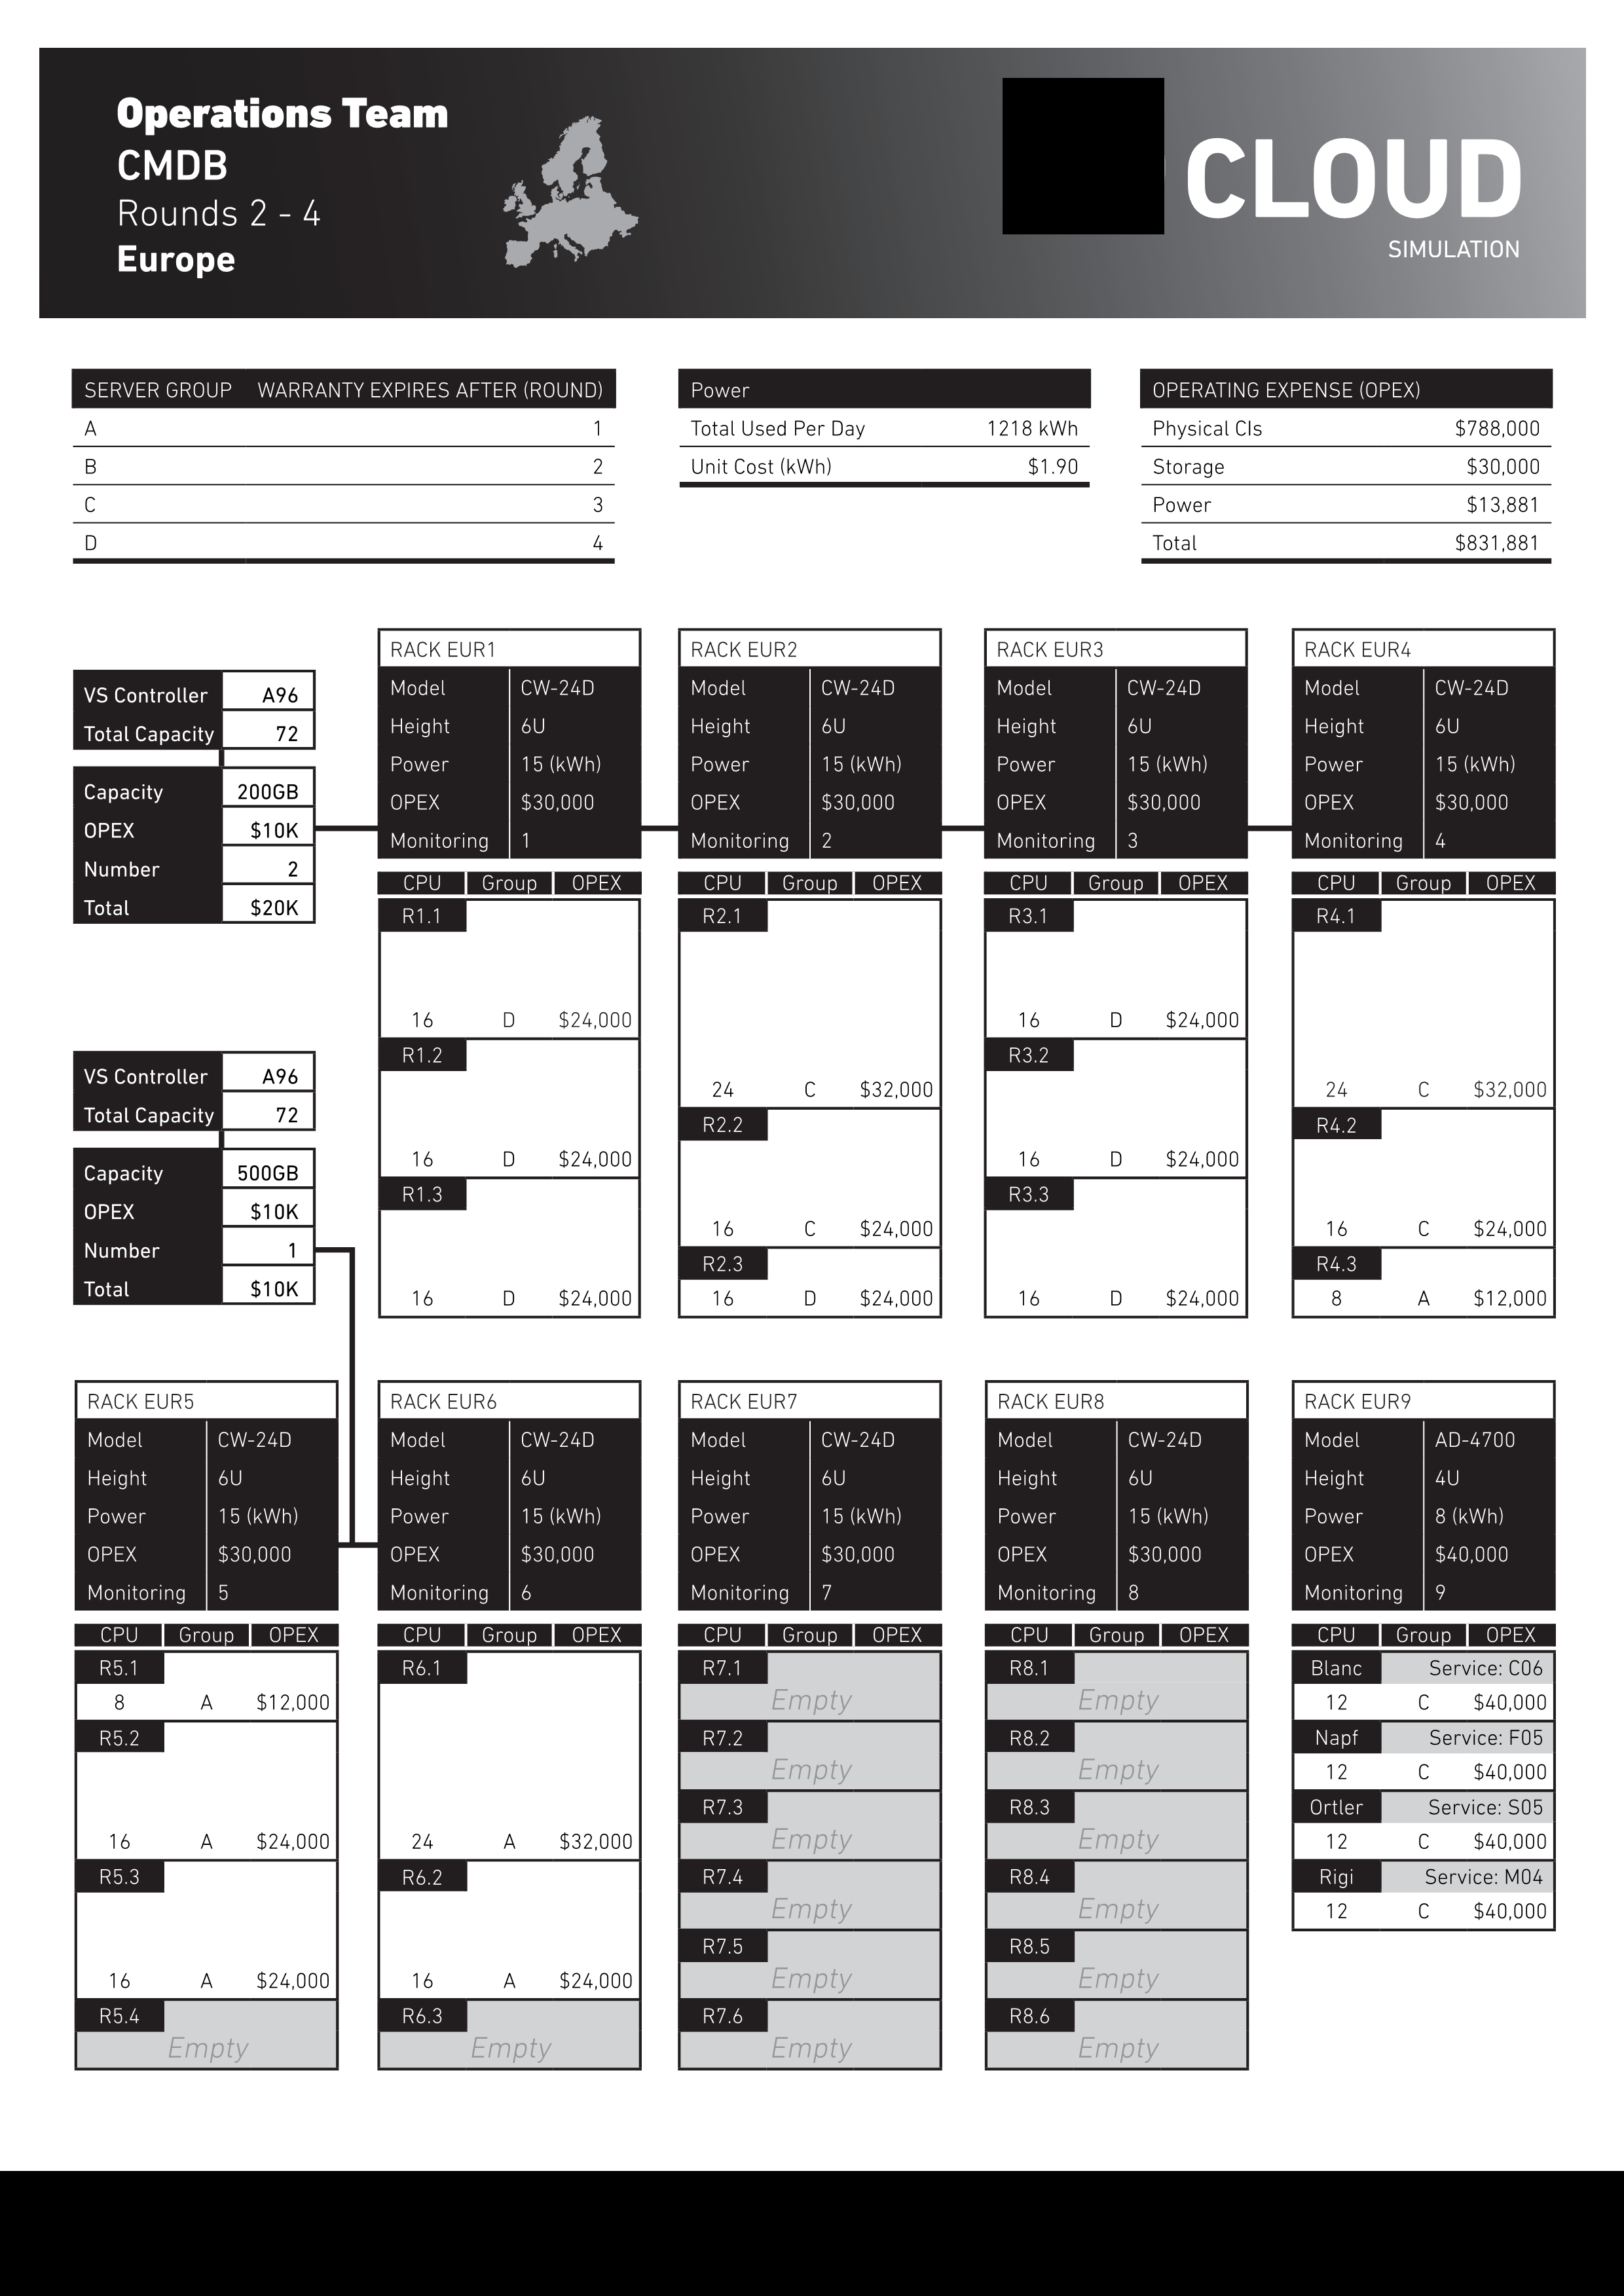 Operations Team
CMDB
Rounds 2 - 4
Europe
CLOUD
SIMULATION
SERVER GROUP WARRANTY EXPIRES AFTER (ROUND)
A 1
B 2
C 3
D 4
Power
Total Used Per Day 1218 kWh
Unit Cost (kWh) $1.90
OPERATING EXPENSE (OPEX)
Physical CIs $788,000
Storage $30,000
Power $13,881
Total $831,881
VS Controller A96
Total Capacity 72
Capacity 200GB
OPEX $10K
Number 2
Total $20K
VS Controller A96
Total Capacity 72
Capacity 500GB
OPEX $10K
Number 1
Total $10K
RACK EUR1
Model CW-24D
Height 6U
Power 15 (kWh)
OPEX $30,000
Monitoring 1
CPU Group OPEX
R1.1
16 D $24,000
R1.2
16 D $24,000
R1.3
16 D $24,000
RACK EUR2
Model CW-24D
Height 6U
Power 15 (kWh)
OPEX $30,000
Monitoring 2
CPU Group OPEX
R2.1
24 C $32,000
R2.2
16 C $24,000
R2.3
16 D $24,000
RACK EUR3
Model CW-24D
Height 6U
Power 15 (kWh)
OPEX $30,000
Monitoring 3
CPU Group OPEX
R3.1
16 D $24,000
R3.2
16 D $24,000
R3.3
16 D $24,000
RACK EUR4
Model CW-24D
Height 6U
Power 15 (kWh)
OPEX $30,000
Monitoring 4
CPU Group OPEX
R4.1
24 C $32,000
R4.2
16 C $24,000
R4.3
8 A $12,000
RACK EUR5
Model CW-24D
Height 6U
Power 15 (kWh)
OPEX $30,000
Monitoring 5
CPU Group OPEX
R5.1
8 A $12,000
R5.2
16 A $24,000
R5.3
16 A $24,000
R5.4
Empty
RACK EUR6
Model CW-24D
Height 6U
Power 15 (kWh)
OPEX $30,000
Monitoring 6
CPU Group OPEX
R6.1
24 A $32,000
R6.2
16 A $24,000
R6.3
Empty
RACK EUR7
Model CW-24D
Height 6U
Power 15 (kWh)
OPEX $30,000
Monitoring 7
CPU Group OPEX
R7.1
Empty
R7.2
Empty
R7.3
Empty
R7.4
Empty
R7.5
Empty
R7.6
Empty
RACK EUR8
Model CW-24D
Height 6U
Power 15 (kWh)
OPEX $30,000
Monitoring 8
CPU Group OPEX
R8.1
Empty
R8.2
Empty
R8.3
Empty
R8.4
Empty
R8.5
Empty
R8.6
Empty
RACK EUR9
Model AD-4700
Height 4U
Power 8 (kWh)
OPEX $40,000
Monitoring 9
CPU Group OPEX
Blanc Service: C06
12 C $40,000
Napf Service: F05
12 C $40,000
Ortler Service: S05
12 C $40,000
Rigi Service: M04
12 C $40,000